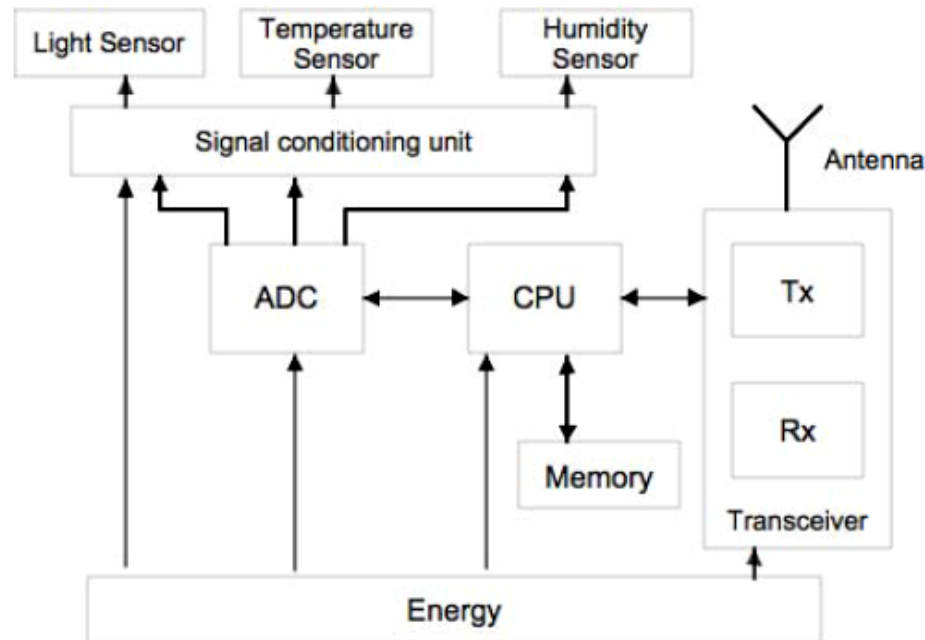 Light Sensor
Temperature
Sensor
Humidity
Sensor
Signal conditioning unit
Antenna
ADC
CPU
Tx
Rx
Memory
Transceiver
Energy